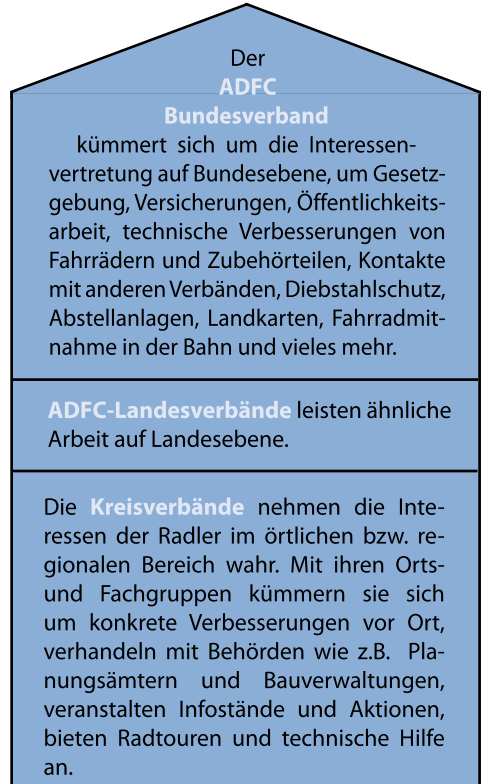 Der
ADFC
Bundesverband
kümmert sich um die Interessen-
vertretung auf Bundesebene, um Gesetz-
gebung, Versicherungen, Öffentlichkeits-
arbeit, technische Verbesserungen von
Fahrrädern und Zubehörteilen, Kontakte
mit anderen Verbänden, Diebstahlschutz,
Abstellanlagen, Landkarten, Fahrradmit-
nahme in der Bahn und vieles mehr.
ADFC-Landesverbände leisten ähnliche
Arbeit auf Landesebene.
Die Kreisverbände nehmen die Inte-
ressen der Radler im örtlichen bzw. re-
gionalen Bereich wahr. Mit ihren Orts-
und Fachgruppen kümmern sie sich
um konkrete Verbesserungen vor Ort,
verhandeln mit Behörden wie z.B. Pla-
nungsämtern und Bauverwaltungen,
veranstalten Infostände und Aktionen,
bieten Radtouren und technische Hilfe
an.